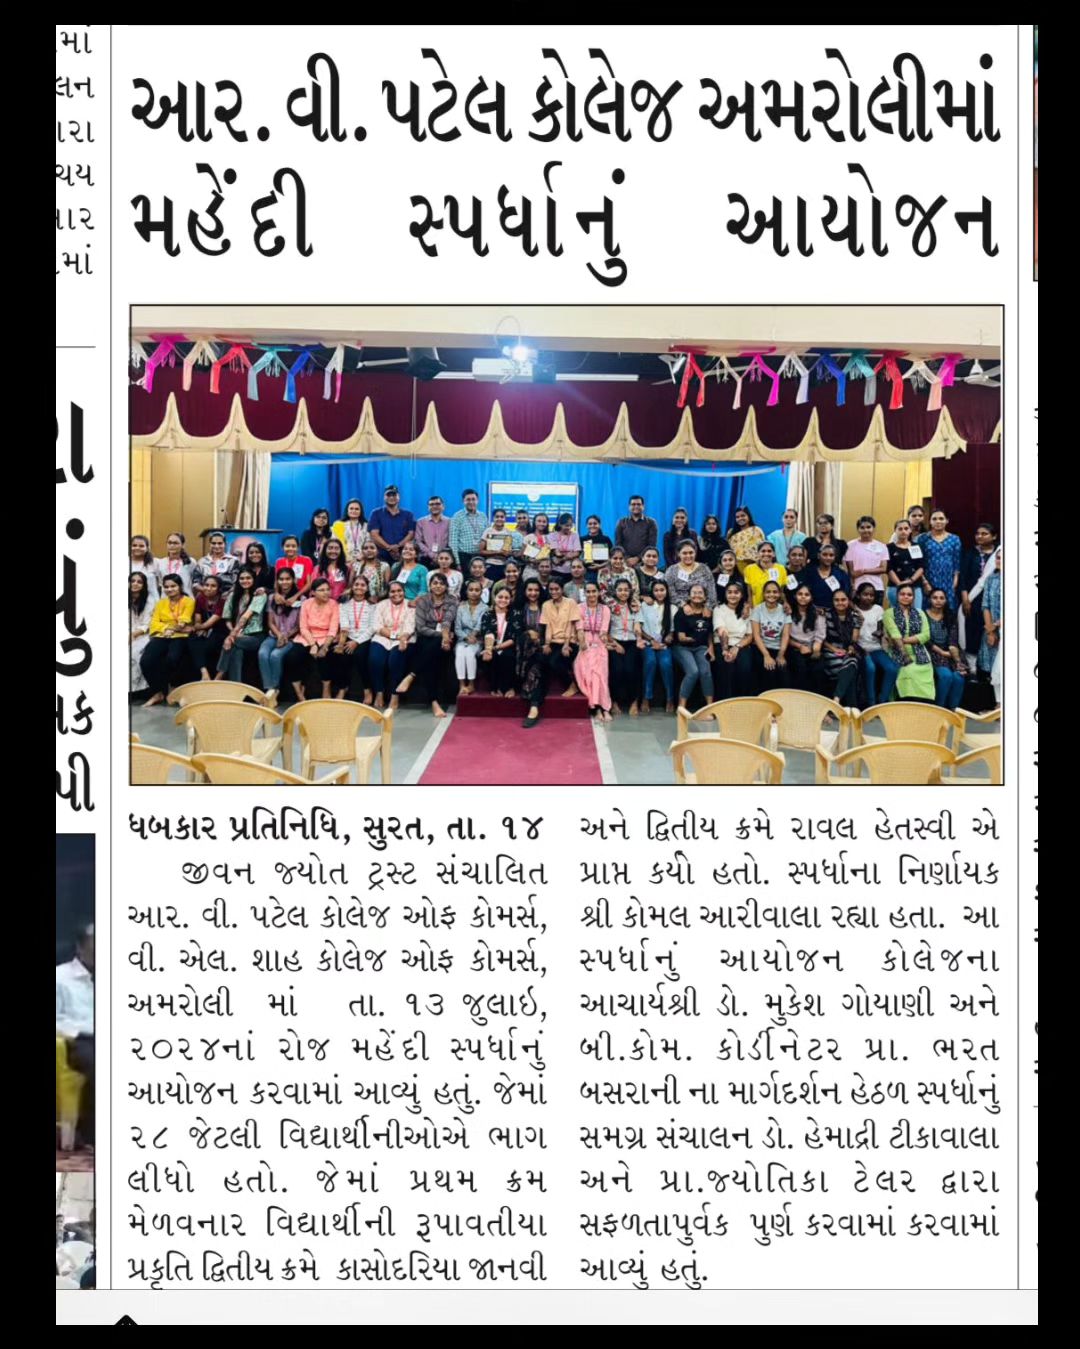 આર. વી. પટેલ કોલેજ અમરોલીમાં
મહેંદી સ્પર્ધાનું આયોજન
ધબકાર પ્રતિનિધિ, સુરત, તા. ૧૪
જીવન જ્યોત ટ્રસ્ટ સંચાલિત
આર. વી. પટેલ કોલેજ ઓફ કોમર્સ,
વી. એલ. શાહ કોલેજ ઓફ કોમર્સ,
અમરોલી માં તા. ૧૩ જુલાઇ,
૨૦૨૪નાં રોજ મહેંદી સ્પર્ધાનું
આયોજન કરવામાં આવ્યું હતું. જેમાં
૨૮ જેટલી વિદ્યાર્થીનીઓએ ભાગ
લીધો હતો. જેમાં પ્રથમ ક્રમ
મેળવનાર વિદ્યાર્થીની રૂપાવતીયા
પ્રકૃતિ દ્વિતીય ક્રમે કાસોદરિયા જાનવી
અને દ્વિતીય ક્રમે રાવલ હેતસ્વી એ
પ્રાપ્ત કર્યો હતો. સ્પર્ધાના નિર્ણાયક
શ્રી કોમલ આરીવાલા રહ્યા હતા. આ
સ્પર્ધાનું આયોજન કોલેજના
આચાર્યશ્રી ડો. મુકેશ ગોયાણી અને
બી.કોમ. કોર્ડીનેટર પ્રા. ભરત
બસરાની ના માર્ગદર્શન હેઠળ સ્પર્ધાનું
સમગ્ર સંચાલન ડો. હેમાદ્રી ટીકાવાલા
અને પ્રા.જ્યોતિકા ટેલર દ્વારા
સફળતાપુર્વક પુર્ણ કરવામાં કરવામાં
આવ્યું હતું.